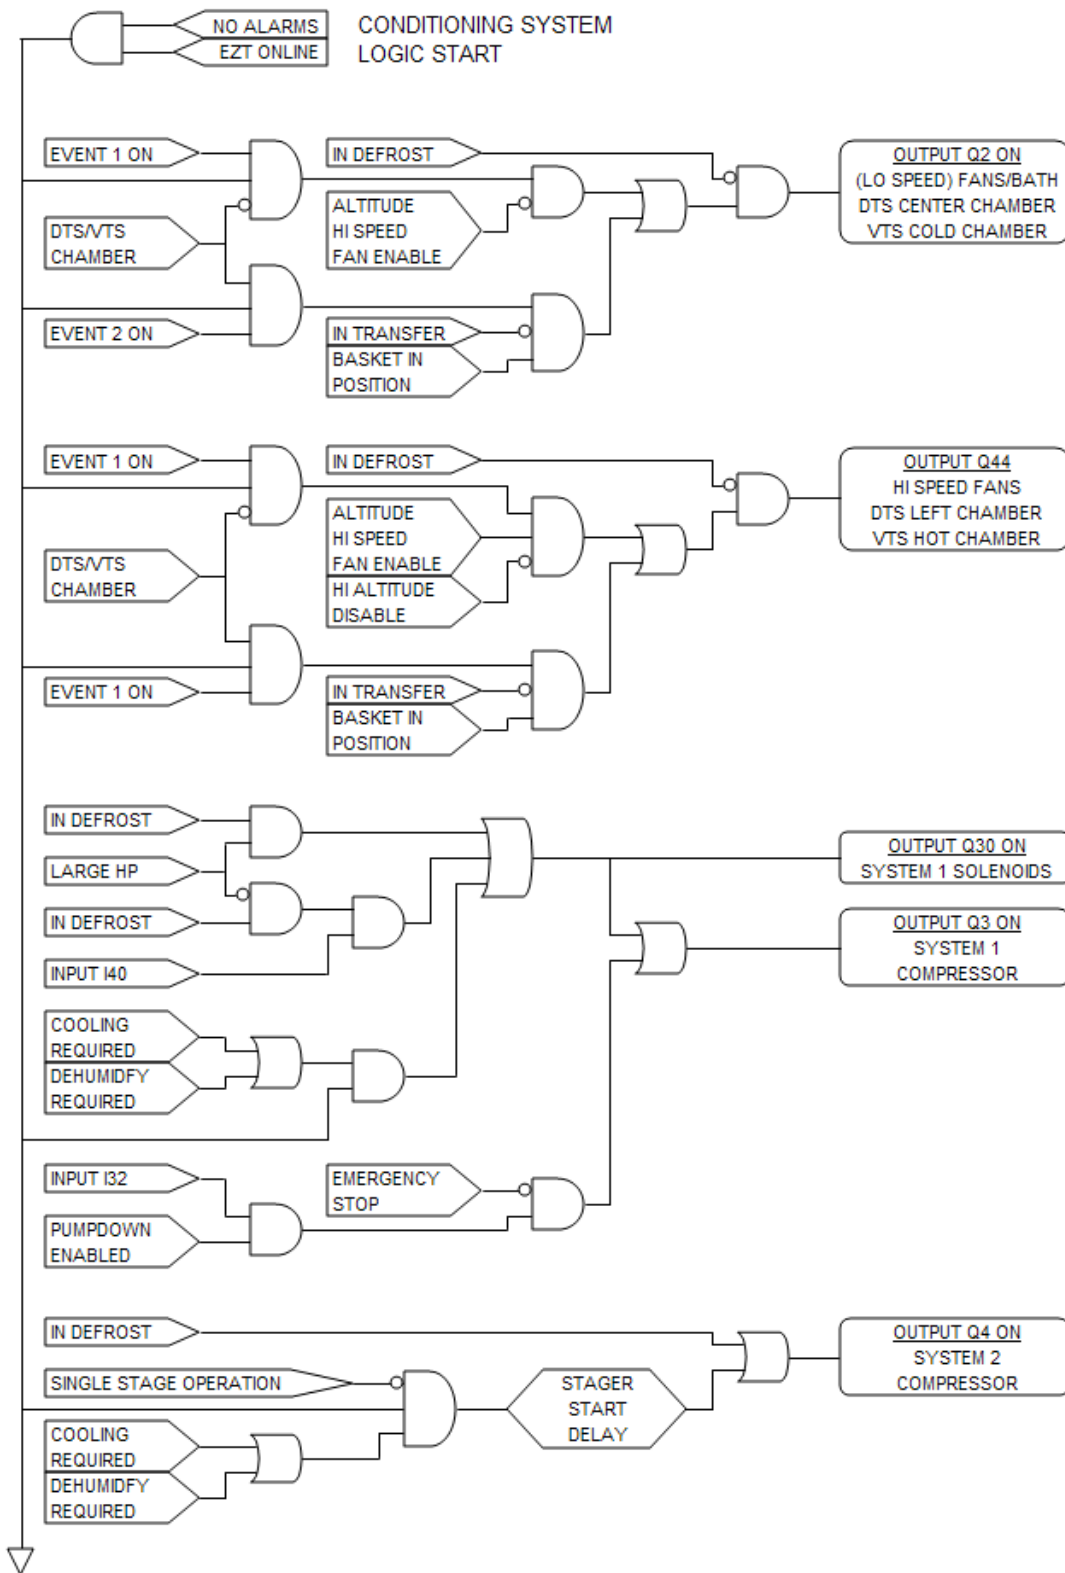 NO ALARMS
EZT ONLINE
CONDITIONING SYSTEM
LOGIC START
EVENT 1 ON
DTS/VTS
CHAMBER
EVENT 2 ON
IN DEFROST
ALTITUDE
HI SPEED
FAN ENABLE
IN TRANSFER
BASKET IN
POSITION
OUTPUT Q2 ON
(LO SPEED) FANS/BATH
DTS CENTER CHAMBER
VTS COLD CHAMBER
EVENT 1 ON
DTS/VTS
CHAMBER
EVENT 1 ON
IN DEFROST
ALTITUDE
HI SPEED
FAN ENABLE
HI ALTITUDE
DISABLE
IN TRANSFER
BASKET IN
POSITION
OUTPUT Q44
HI SPEED FANS
DTS LEFT CHAMBER
VTS HOT CHAMBER
IN DEFROST
LARGE HP
IN DEFROST
INPUT I40
COOLING
REQUIRED
DEHUMIDFY
REQUIRED
OUTPUT Q30 ON
SYSTEM 1 SOLENOIDS
OUTPUT Q3 ON
SYSTEM 1
COMPRESSOR
INPUT I32
PUMPDOWN
ENABLED
EMERGENCY
STOP
IN DEFROST
SINGLE STAGE OPERATION
COOLING
REQUIRED
DEHUMIDFY
REQUIRED
STAGER
START
DELAY
OUTPUT Q4 ON
SYSTEM 2
COMPRESSOR